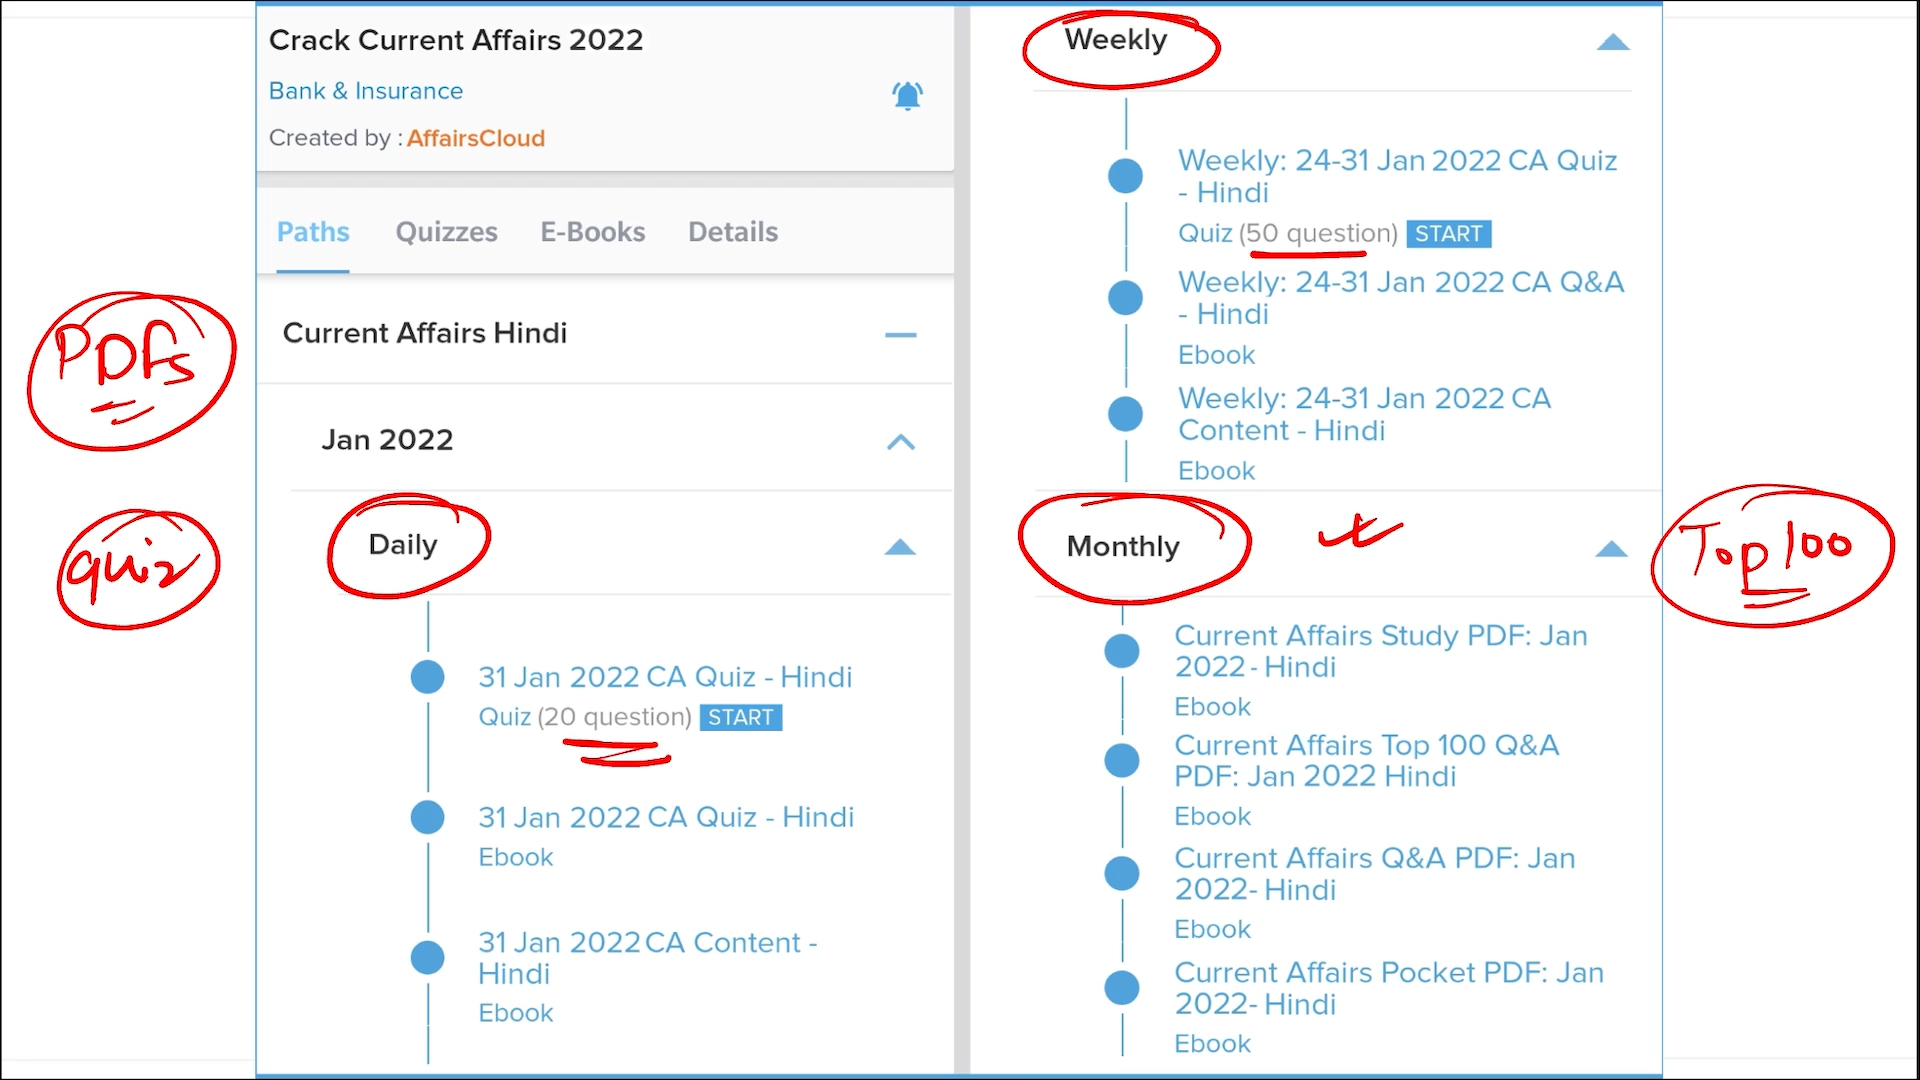 Crack Current Affairs 2022
Bank & Insurance
Created by : AffairsCloud
Paths Quizzes E-Books Details
Current Affairs Hindi
Jan 2022
Daily
31 Jan 2022 CA Quiz - Hindi
Quiz (20 question) START
31 Jan 2022 CA Quiz - Hindi
Ebook
31 Jan 2022 CA Content -
Hindi
Ebook
PDFs
quiz
Weekly
Weekly: 24-31 Jan 2022 CA Quiz
- Hindi
Quiz (50 question) START
Weekly: 24-31 Jan 2022 CA Q&A
- Hindi
Ebook
Weekly: 24-31 Jan 2022 CA
Content - Hindi
Ebook
Monthly
Top 100
Current Affairs Study PDF: Jan
2022 - Hindi
Ebook
Current Affairs Top 100 Q&A
PDF: Jan 2022 Hindi
Ebook
Current Affairs Q&A PDF: Jan
2022- Hindi
Ebook
Current Affairs Pocket PDF: Jan
2022- Hindi
Ebook